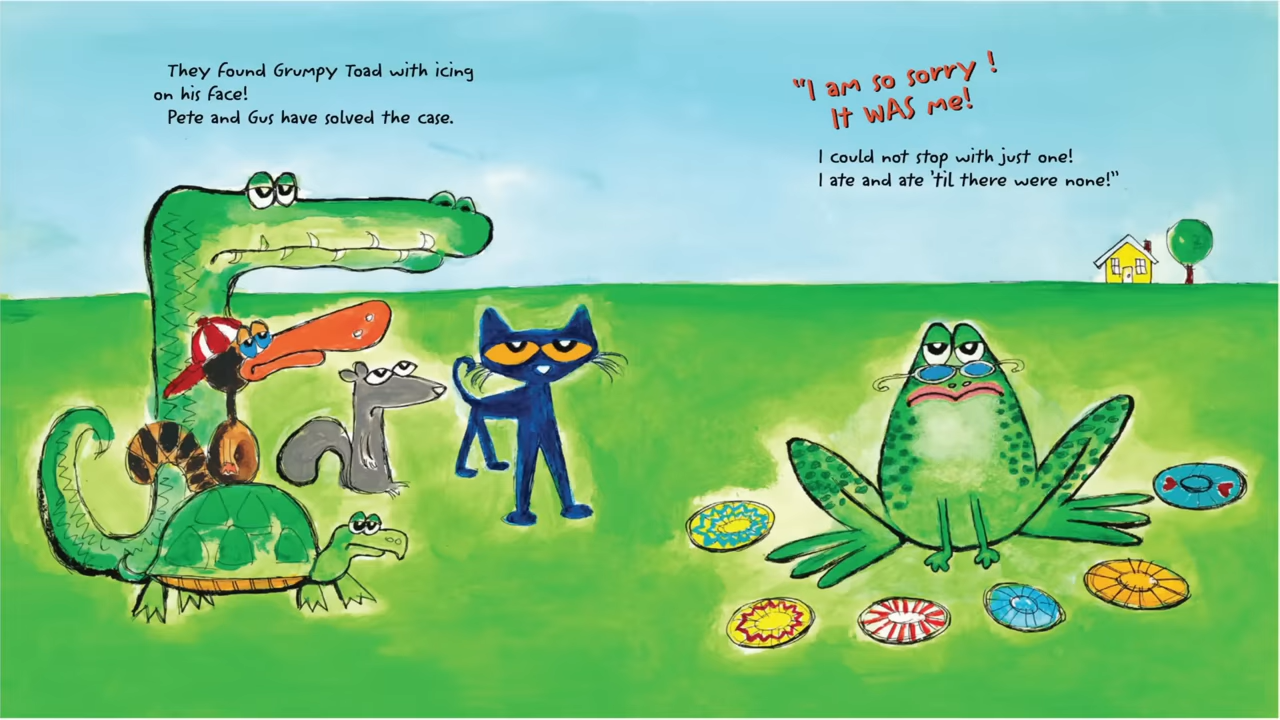 They found Grumpy Toad with icing
on his face!
Pete and Gus have solved the case.
"I am so sorry !
It WAS me!
I could not stop with just one!
I ate and ate 'til there were none!"